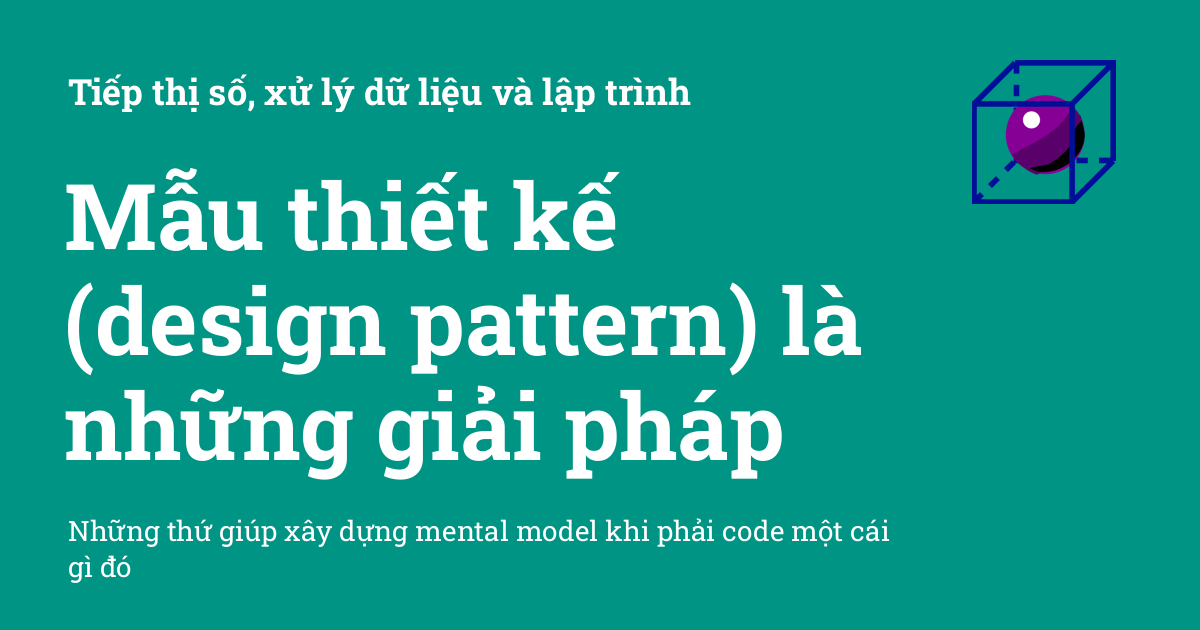 Tiếp thị số, xử lý dữ liệu và lập trình
Mẫu thiết kế
(design pattern) là
những giải pháp
Những thứ giúp xây dựng mental model khi phải code một cái
gì đó